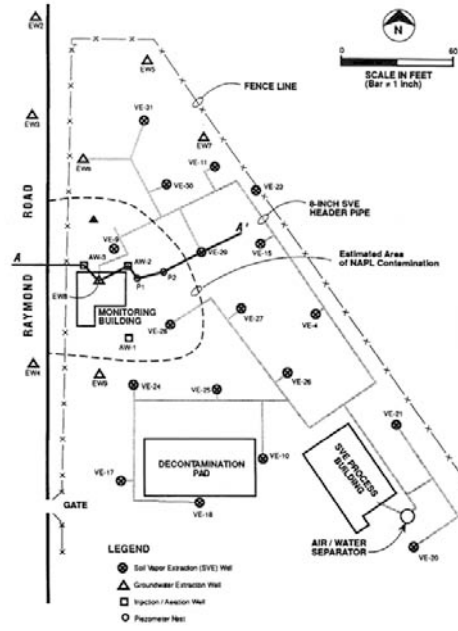 EW2
N
0
60
SCALE IN FEET
(Bar = 1 inch)
EW5
FENCE LINE
VE-31
EW3
EW7
EW6
VE-11
VE-30
VE-22
8-INCH SVE
HEADER PIPE
ROAD
VE-9
A'
A
AW-3
AW-2
VE-29
VE-15
P1
P2
Estimated Area
of NAPL Contamination
EW8
RAYMOND
MONITORING
BUILDING
VE-28
VE-27
VE-4
AW-1
EW4
EW9
VE-24
VE-25
VE-26
VE-21
DECONTAMINATION
PAD
VE-10
SVE PROCESS
BUILDING
VE-17
VE-18
GATE
AIR / WATER
SEPARATOR
VE-20
LEGEND
Soil Vapor Extraction (SVE) Well
Groundwater Extraction Well
Injection / Aeration Well
Piezometer Nest